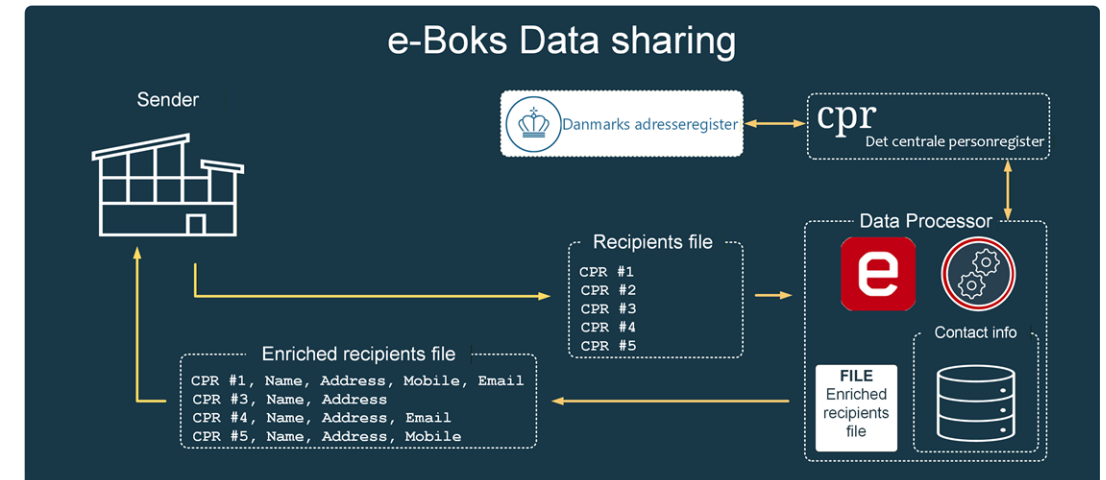 e-Boks Data sharing
Sender
Danmarks adresseregister
cpr
Det centrale personregister
Data Processor
e
Recipients file
CPR #1
CPR #2
CPR #3
CPR #4
CPR #5
Contact info
Enriched recipients file
CPR #1, Name, Address, Mobile, Email
CPR #3, Name, Address
CPR #4, Name, Address, Email
CPR #5, Name, Address, Mobile
FILE
Enriched
recipients
file